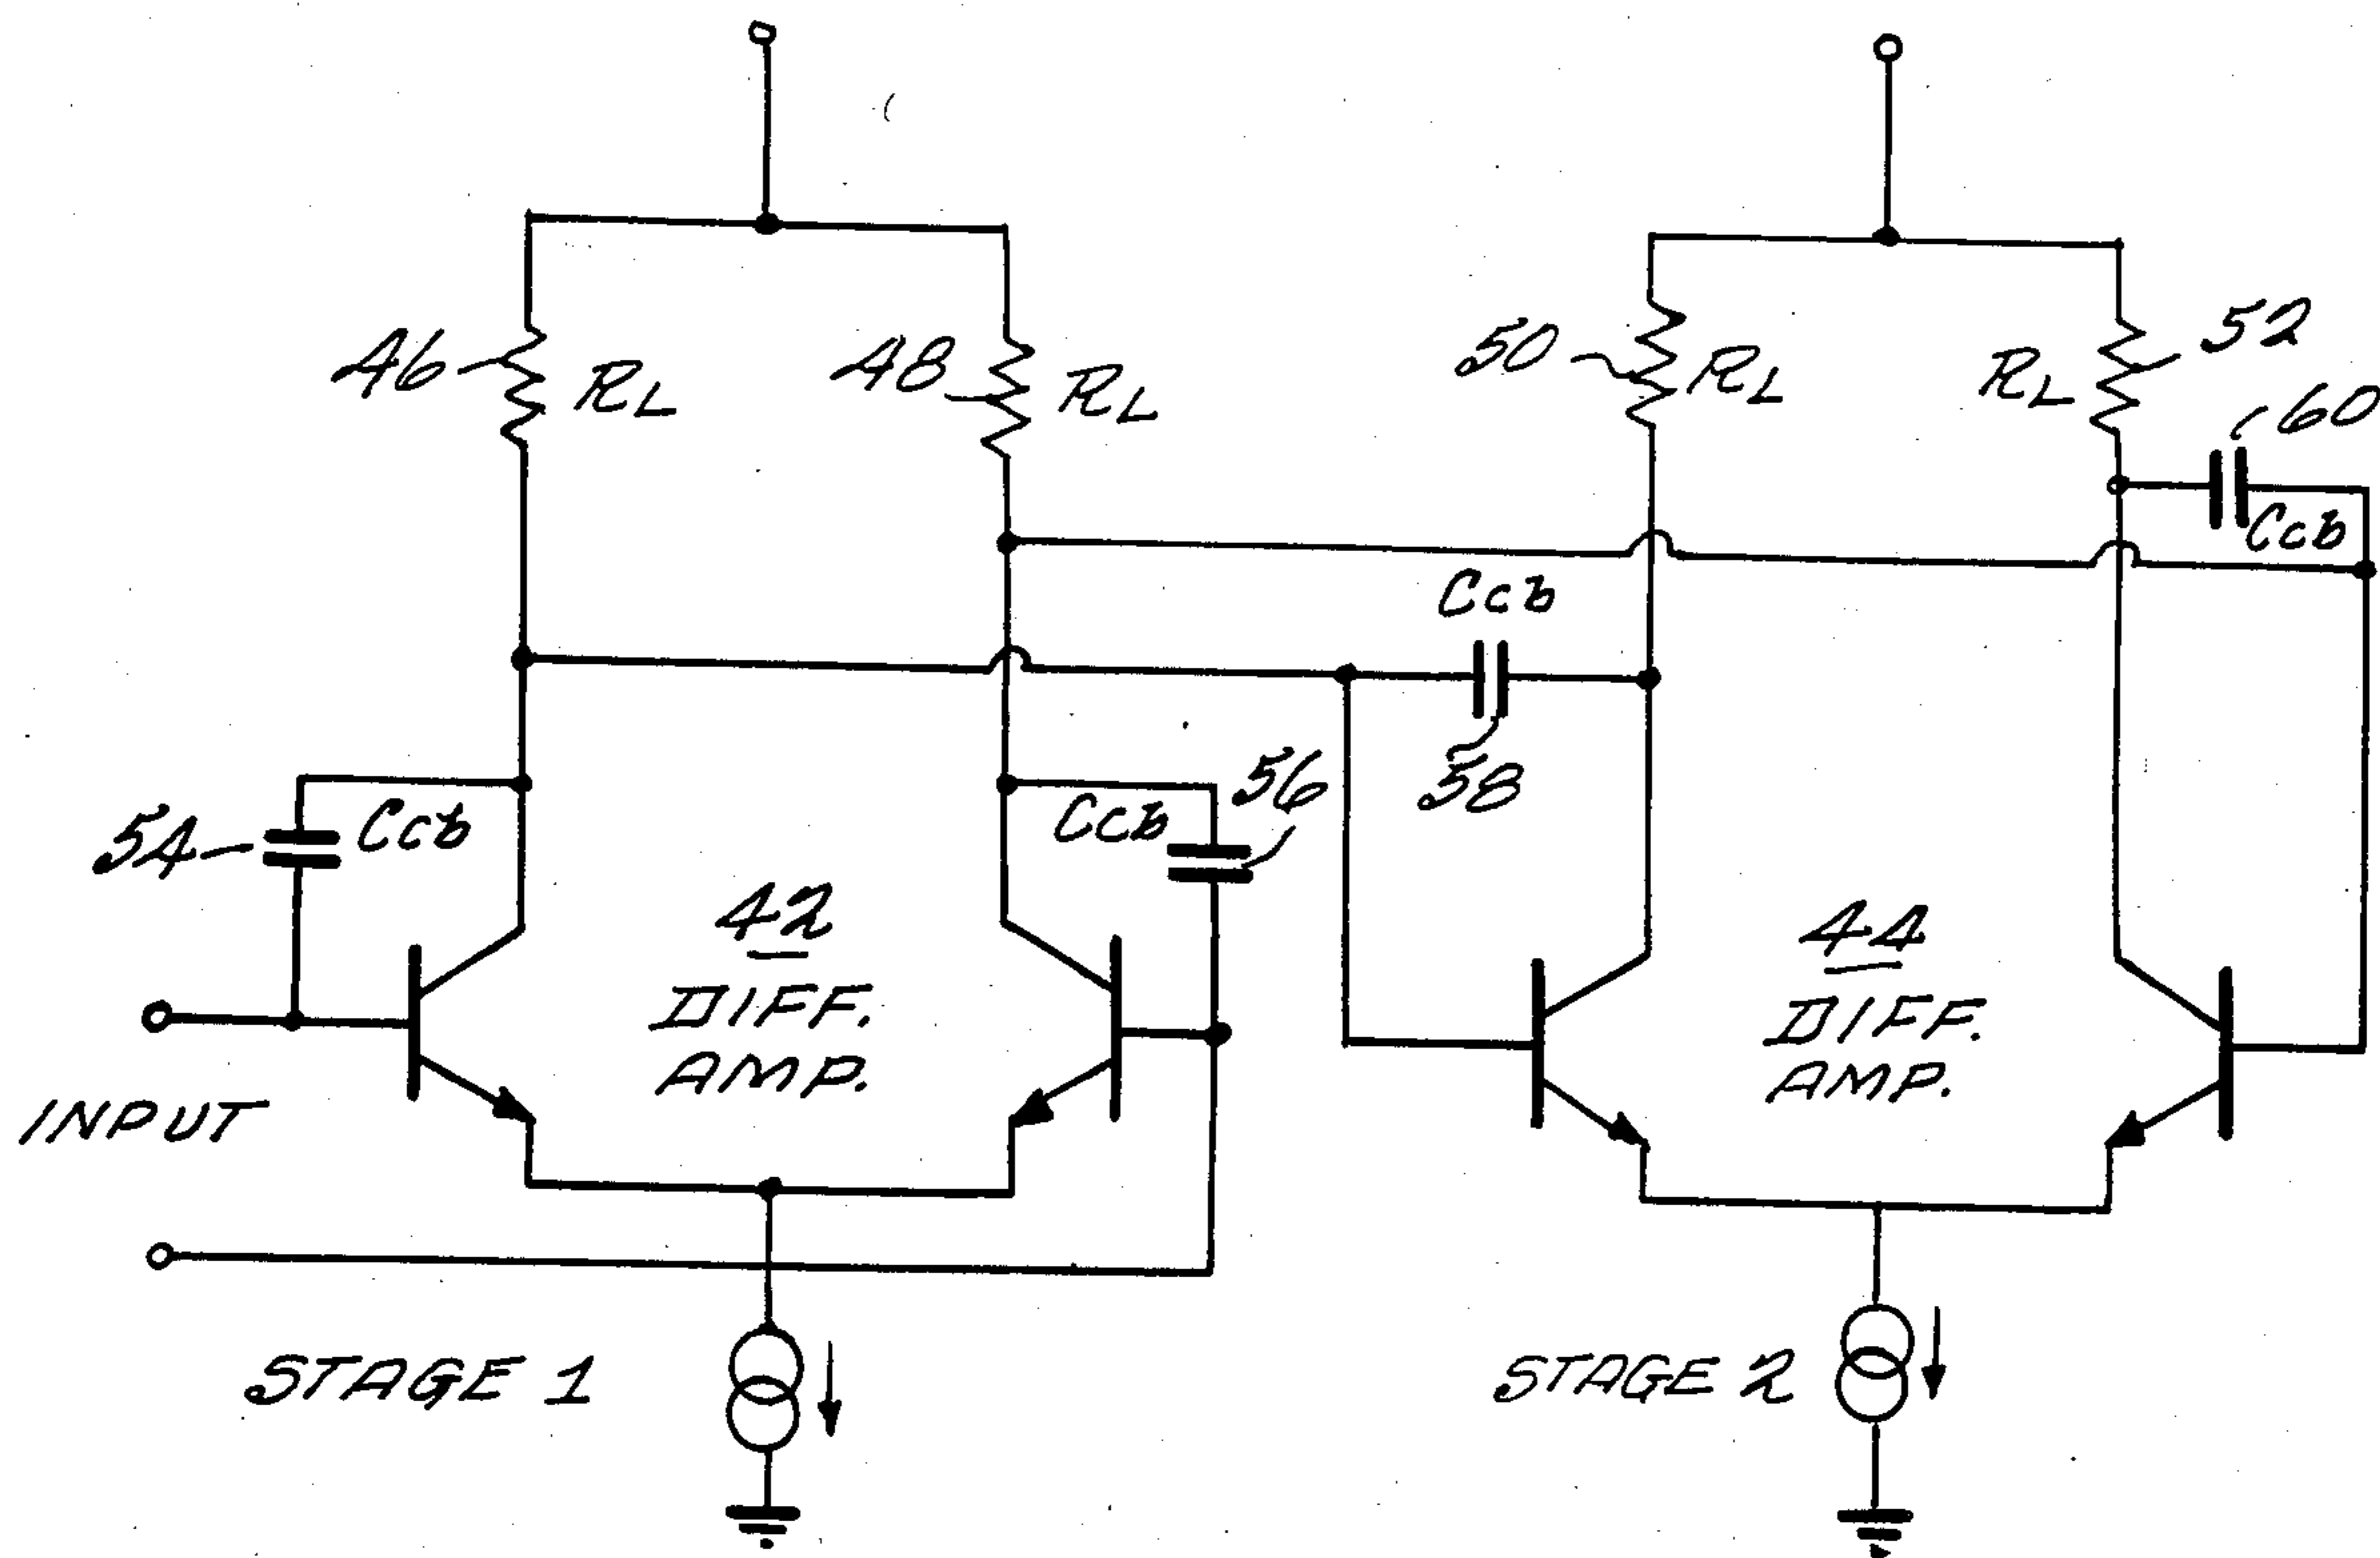 46
RL
48
RL
50
RL
RL
52
60
Ccb
Ccb
58
54
Ccb
Ccb
56
42
DIFF.
AMP.
44
DIFF.
AMP.
INPUT
STAGE 1
STAGE 2